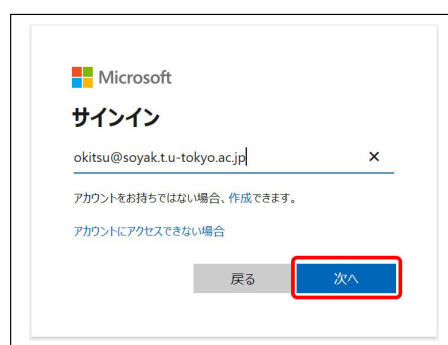 Microsoft
サインイン
okitsu@soyak.t.u-tokyo.ac.jp ×
アカウントをお持ちではない場合、作成できます。
アカウントにアクセスできない場合
戻る 次へ